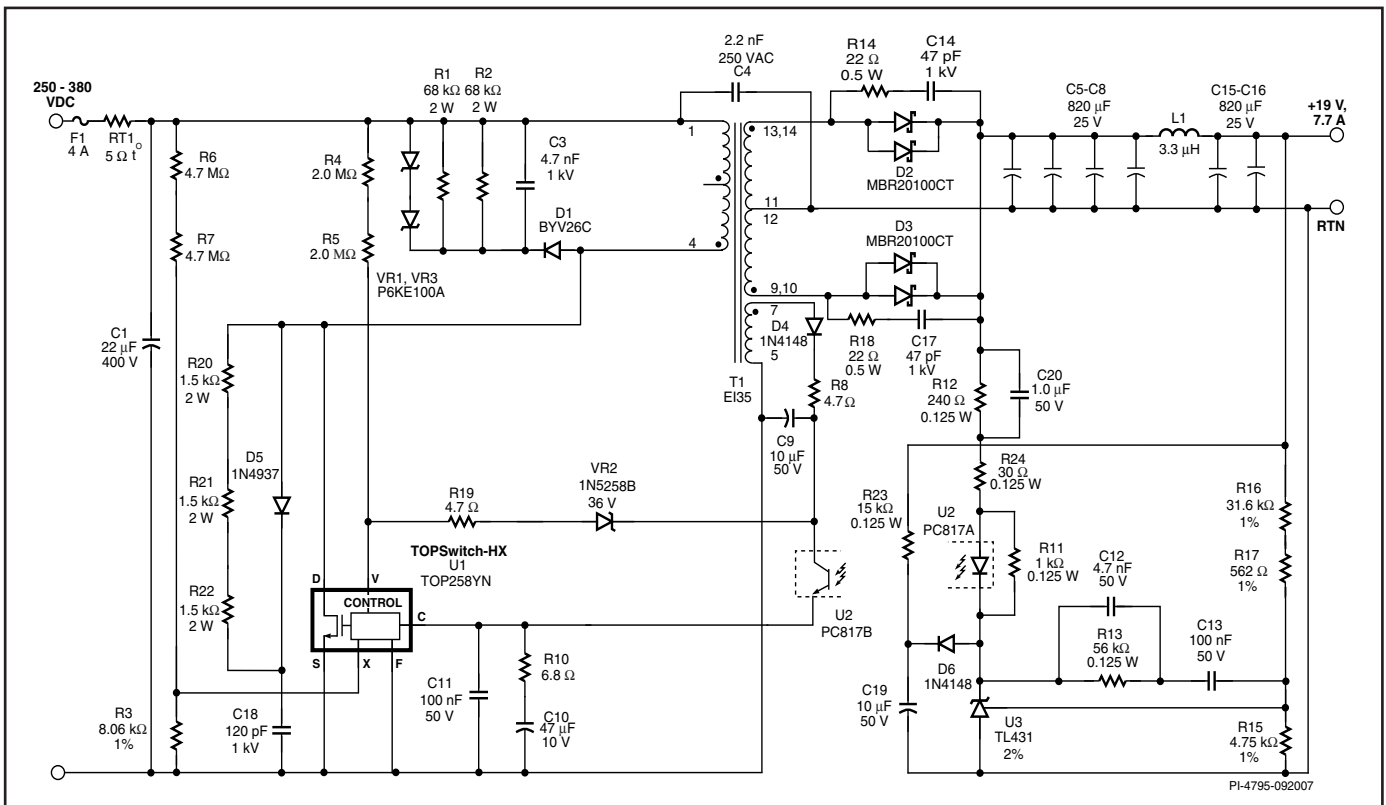 250 - 380
VDC
F1
4 A
RT1
5 Ω
t
o
R6
4.7 MΩ
R7
4.7 MΩ
C1
22 µF
400 V
R20
1.5 kΩ
2 W
R21
1.5 kΩ
2 W
R22
1.5 kΩ
2 W
D5
1N4937
R3
8.06 kΩ
1%
C18
120 pF
1 kV
R4
2.0 MΩ
R5
2.0 MΩ
VR1, VR3
P6KE100A
R1
68 kΩ
2 W
R2
68 kΩ
2 W
C3
4.7 nF
1 kV
D1
BYV26C
2.2 nF
250 VAC
C4
1
4
13,14
11
12
9,10
7
5
T1
EI35
D4
1N4148
R8
4.7Ω
C9
10 µF
50 V
R14
22 Ω
0.5 W
C14
47 pF
1 kV
D2
MBR20100CT
D3
MBR20100CT
R18
22 Ω
0.5 W
C17
47 pF
1 kV
C5-C8
820 µF
25 V
L1
3.3 µH
C15-C16
820 µF
25 V
+19 V,
7.7 A
RTN
R12
240 Ω
0.125 W
C20
1.0 µF
50 V
R24
30 Ω
0.125 W
R19
4.7 Ω
VR2
1N5258B
36 V
TOPSwitch-HX
U1
TOP258YN
D
V
CONTROL
C
S
X
F
C11
100 nF
50 V
R10
6.8 Ω
C10
47 µF
10 V
U2
PC817B
R23
15 kΩ
0.125 W
U2
PC817A
R11
1 kΩ
0.125 W
C12
4.7 nF
50 V
R13
56 kΩ
0.125 W
C13
100 nF
50 V
R16
31.6 kΩ
1%
R17
562 Ω
1%
D6
1N4148
C19
10 µF
50 V
U3
TL431
2%
R15
4.75 kΩ
1%
PI-4795-092007